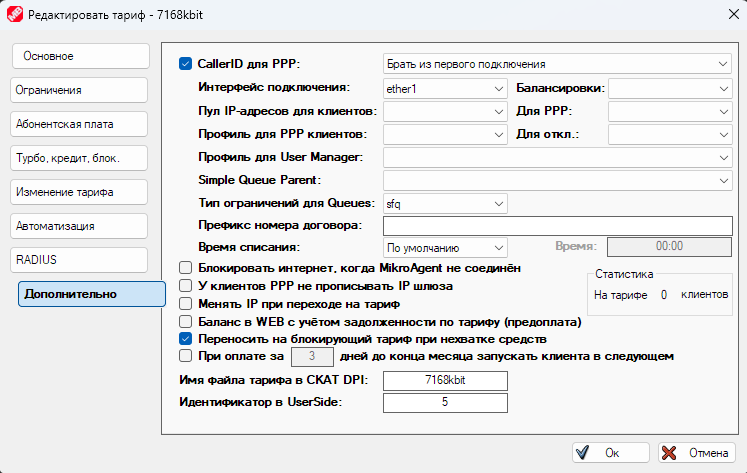 Редактировать тариф - 7168kbit
Основное
Ограничения
Абонентская плата
Турбо, кредит, блок.
Изменение тарифа
Автоматизация
RADIUS
Дополнительно
CallerID для PPP: Брать из первого подключения
Интерфейс подключения: ether1 Балансировки:
Пул IP-адресов для клиентов: Для PPP:
Профиль для PPP клиентов: Для откл.:
Профиль для User Manager:
Simple Queue Parent:
Тип ограничений для Queues: sfq
Префикс номера договора:
Время списания: По умолчанию Время: 00:00
Блокировать интернет, когда MikroAgent не соединён
У клиентов PPP не прописывать IP шлюза
Менять IP при переходе на тариф
Баланс в WEB с учётом задолженности по тарифу (предоплата)
Переносить на блокирующий тариф при нехватке средств
При оплате за 3 дней до конца месяца запускать клиента в следующем
Статистика
На тарифе 0 клиентов
Имя файла тарифа в СКАТ DPI: 7168kbit
Идентификатор в UserSide: 5
Ок Отмена